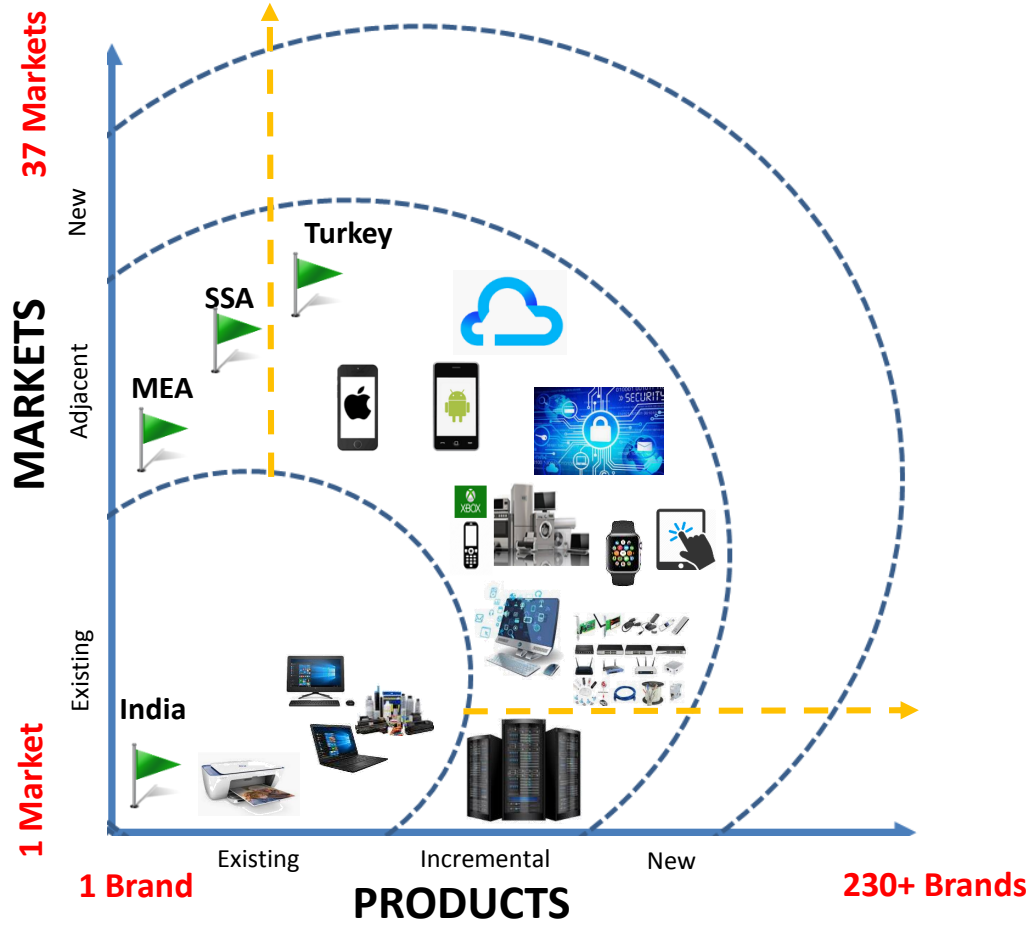 37 Markets
New
Turkey
SSA
MARKETS
Adjacent
MEA
» SECURITY
XBOX
Existing
India
1 Market
Existing
Incremental
New
1 Brand
PRODUCTS
230+ Brands